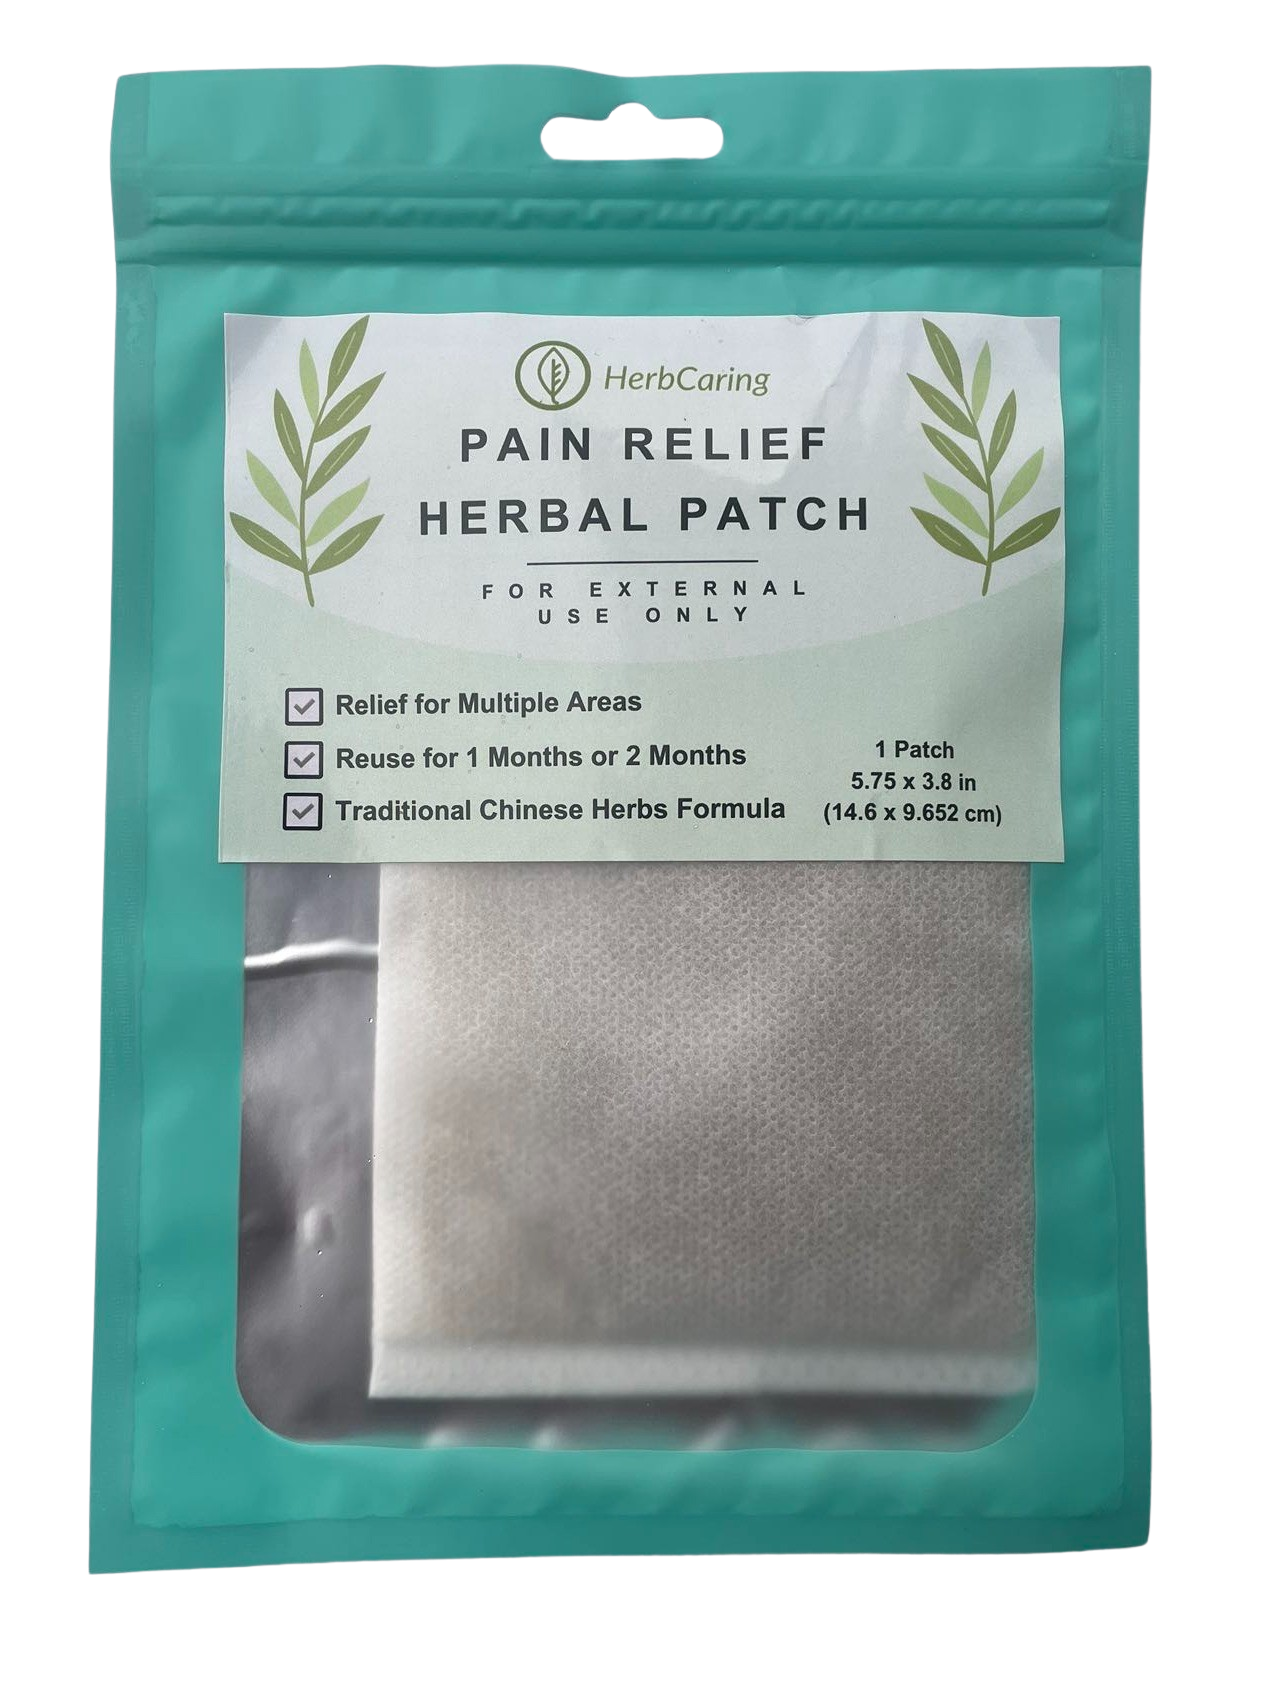 HerbCaring
PAIN RELIEF
HERBAL PATCH
FOR EXTERNAL
USE ONLY
Relief for Multiple Areas
Reuse for 1 Months or 2 Months
Traditional Chinese Herbs Formula
1 Patch
5.75 x 3.8 in
(14.6 x 9.652 cm)